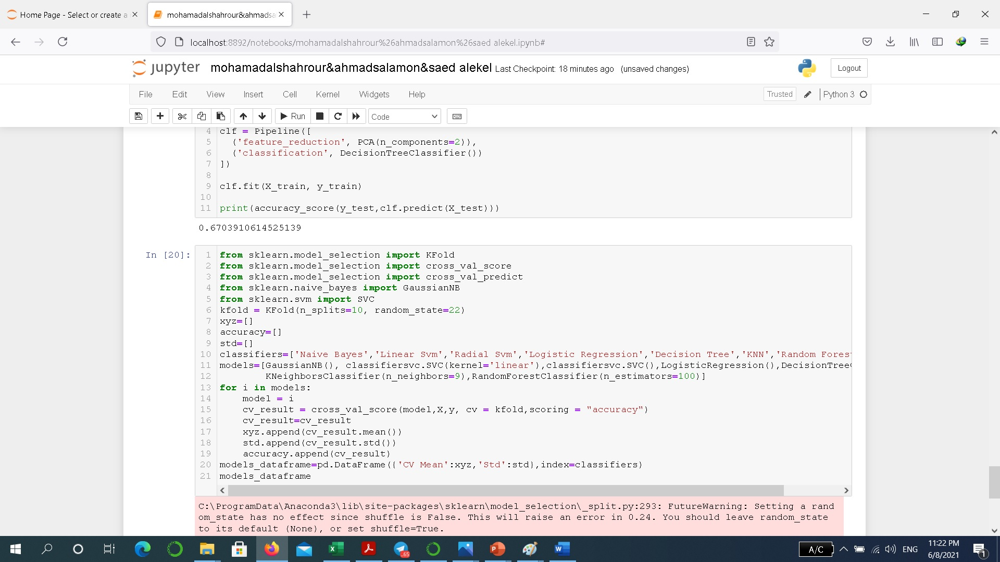 Home Page - Select or create a
mohamadalshahrour&ahmadsa
localhost:8892/notebooks/mohamadalshahrour%26ahmadsalamon%26saed alekel.ipynb#
jupyter mohamadalshahrour&ahmadsalamon&saed alekel Last Checkpoint: 18 minutes ago (unsaved changes)
Logout
File Edit View Insert Cell Kernel Widgets Help
Trusted Python 3
Run Code
4 clf = Pipeline([
5   ('feature_reduction', PCA(n_components=2)),
6   ('classification', DecisionTreeClassifier())
7 ])
8
9 clf.fit(X_train, y_train)
10
11 print(accuracy_score(y_test,clf.predict(X_test)))
0.6703910614525139
In [20]:
1 from sklearn.model_selection import KFold
2 from sklearn.model_selection import cross_val_score
3 from sklearn.model_selection import cross_val_predict
4 from sklearn.naive_bayes import GaussianNB
5 from sklearn.svm import SVC
6 kfold = KFold(n_splits=10, random_state=22)
7 xyz=[]
8 accuracy=[]
9 std=[]
10 classifiers=['Naive Bayes','Linear Svm','Radial Svm','Logistic Regression','Decision Tree','KNN','Random Forest
11 models=[GaussianNB(), classifiersvc.SVC(kernel='linear'),classifiersvc.SVC(),LogisticRegression(),DecisionTreeC
12         KNeighborsClassifier(n_neighbors=9),RandomForestClassifier(n_estimators=100)]
13 for i in models:
14     model = i
15     cv_result = cross_val_score(model,X,y, cv = kfold,scoring = "accuracy")
16     cv_result=cv_result
17     xyz.append(cv_result.mean())
18     std.append(cv_result.std())
19     accuracy.append(cv_result)
20 models_dataframe=pd.DataFrame({'CV Mean':xyz,'Std':std},index=classifiers)
21 models_dataframe
C:\ProgramData\Anaconda3\lib\site-packages\sklearn\model_selection\_split.py:293: FutureWarning: Setting a rand
om_state has no effect since shuffle is False. This will raise an error in 0.24. You should leave random_state
to its default (None), or set shuffle=True.
.65
A/C
ENG
11:22 PM
6/8/2021
1